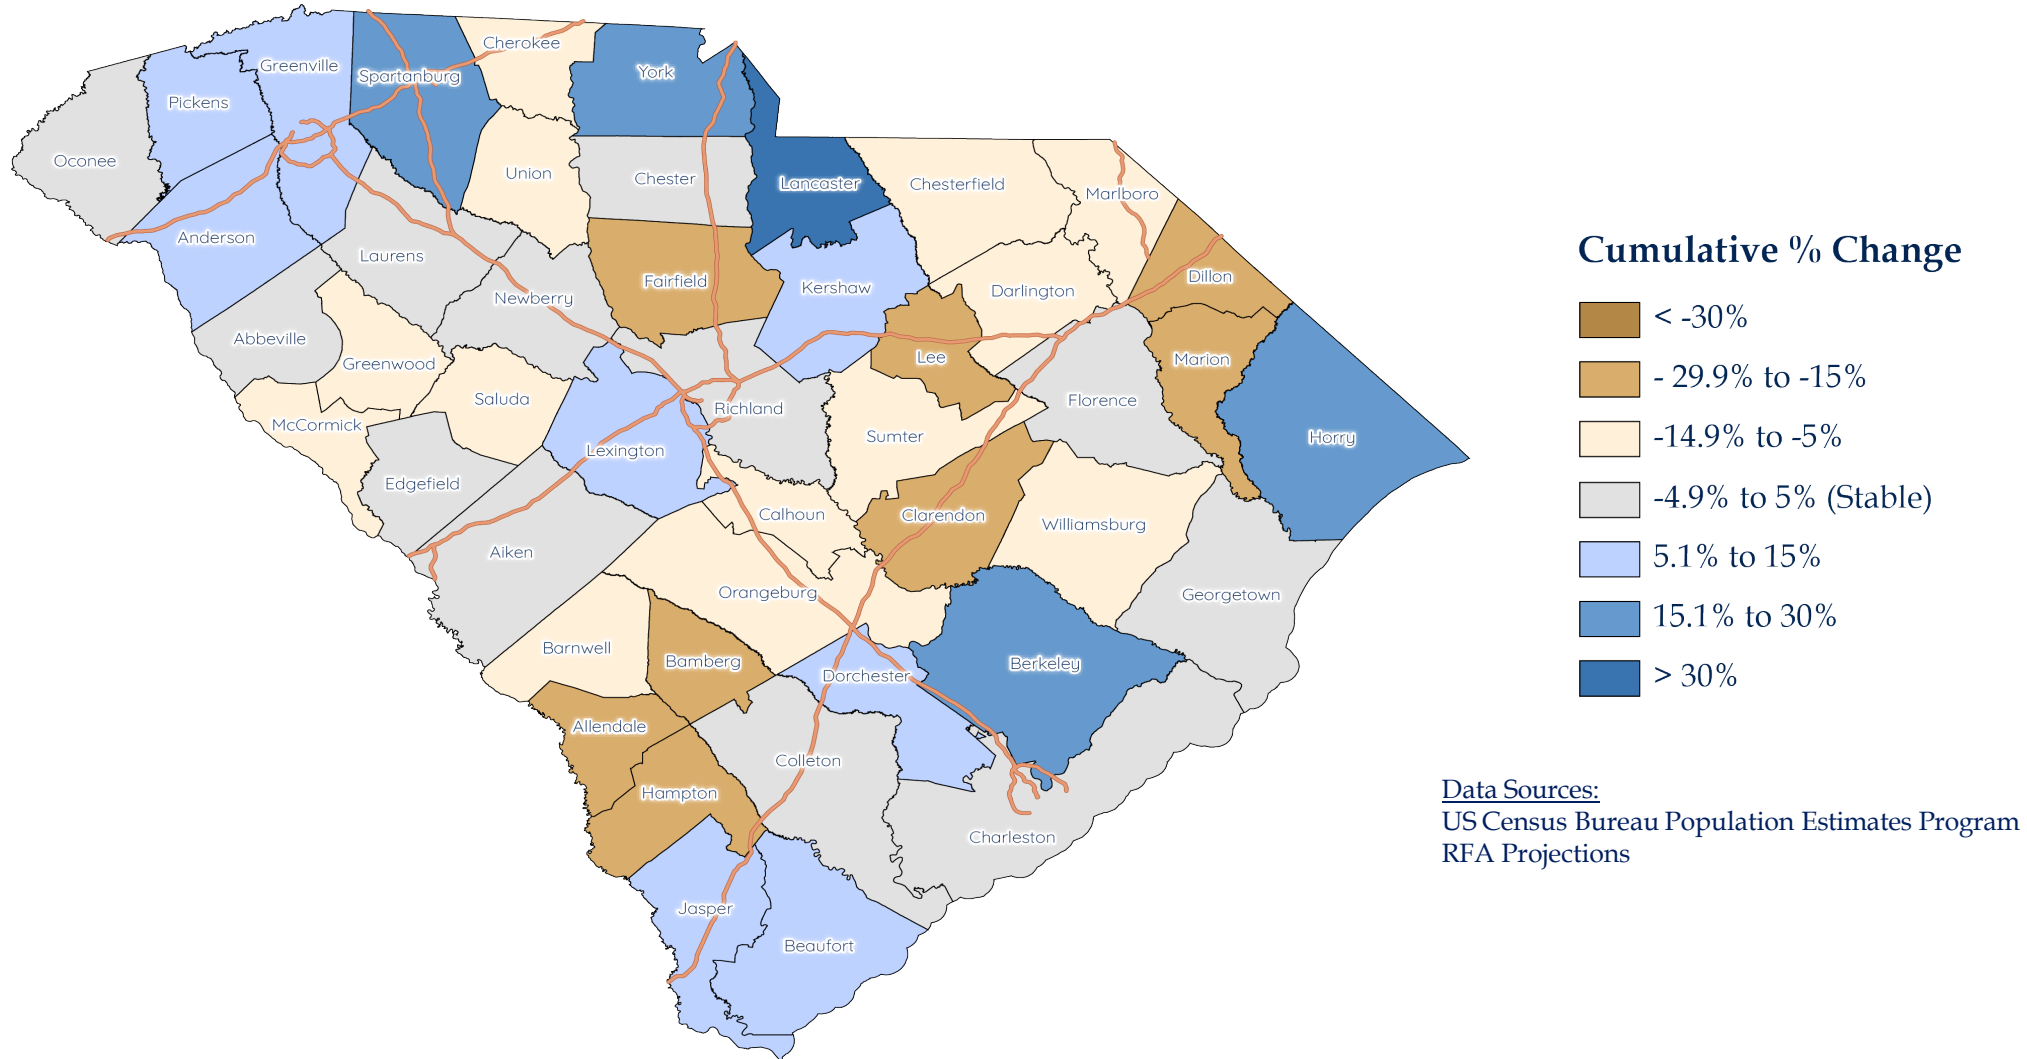 Cherokee
Greenville
York
Spartanburg
Pickens
Oconee
Union
Chester
Lancaster
Chesterfield
Marlboro
Anderson
Laurens
Fairfield
Kershaw
Darlington
Dillon
Newberry
Abbeville
Greenwood
Lee
Marion
Saluda
Richland
Florence
McCormick
Sumter
Horry
Lexington
Edgefield
Calhoun
Clarendon
Williamsburg
Aiken
Orangeburg
Georgetown
Barnwell
Bamberg
Berkeley
Dorchester
Allendale
Colleton
Hampton
Charleston
Jasper
Beaufort
Cumulative % Change
< -30%
- 29.9% to -15%
-14.9% to -5%
-4.9% to 5% (Stable)
5.1% to 15%
15.1% to 30%
> 30%
Data Sources:
US Census Bureau Population Estimates Program
RFA Projections